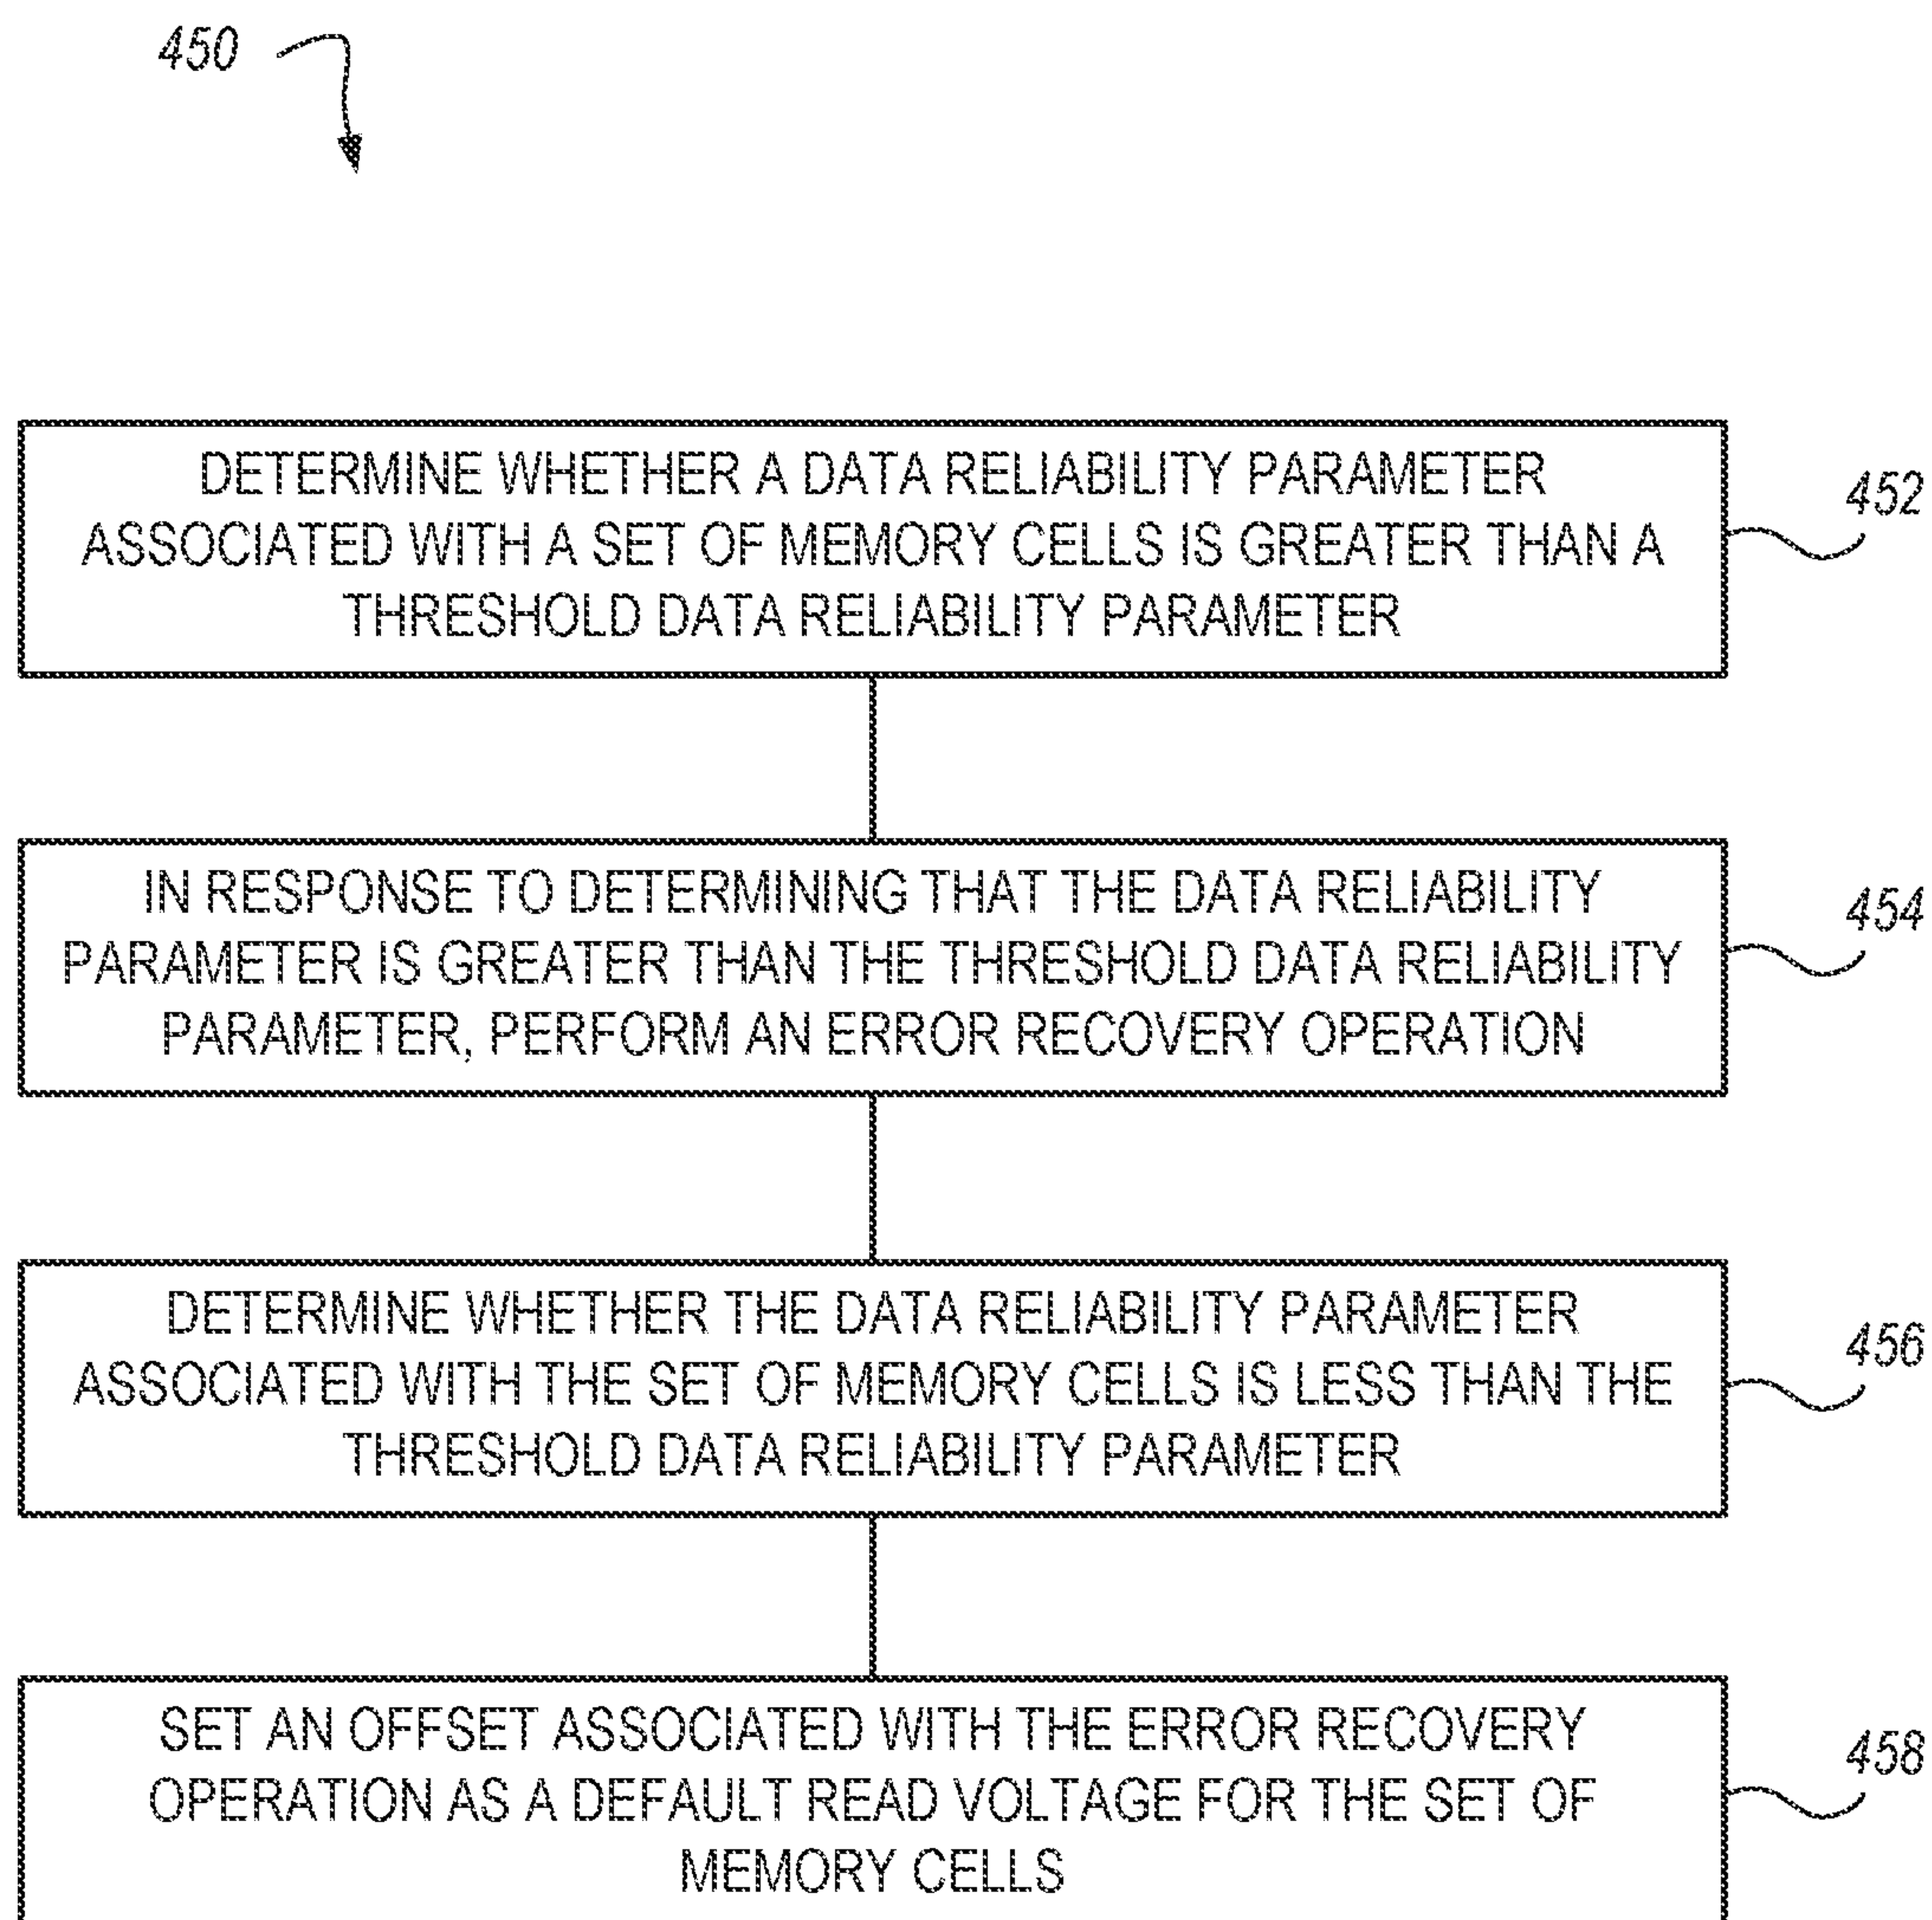 450
DETERMINE WHETHER A DATA RELIABILITY PARAMETER
ASSOCIATED WITH A SET OF MEMORY CELLS IS GREATER THAN A
THRESHOLD DATA RELIABILITY PARAMETER
452
IN RESPONSE TO DETERMINING THAT THE DATA RELIABILITY
PARAMETER IS GREATER THAN THE THRESHOLD DATA RELIABILITY
PARAMETER, PERFORM AN ERROR RECOVERY OPERATION
454
DETERMINE WHETHER THE DATA RELIABILITY PARAMETER
ASSOCIATED WITH THE SET OF MEMORY CELLS IS LESS THAN THE
THRESHOLD DATA RELIABILITY PARAMETER
456
SET AN OFFSET ASSOCIATED WITH THE ERROR RECOVERY
OPERATION AS A DEFAULT READ VOLTAGE FOR THE SET OF
MEMORY CELLS
458